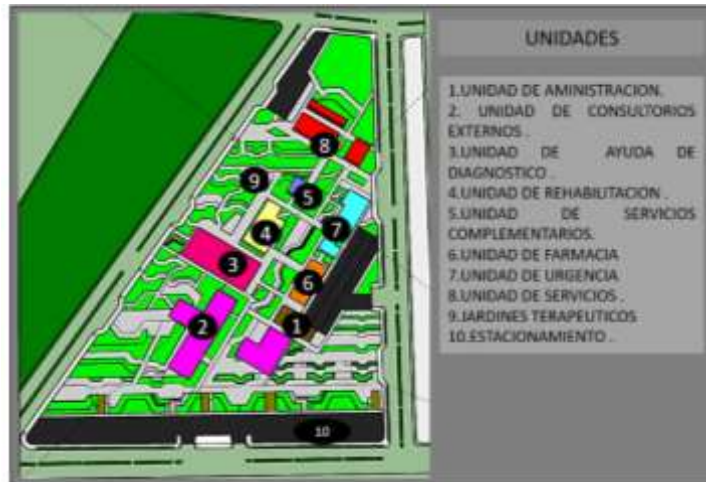 UNIDADES
1.UNIDAD DE AMINISTRACION.
2. UNIDAD DE CONSULTORIOS
EXTERNOS .
3.UNIDAD DE AYUDA DE
DIAGNOSTICO .
4.UNIDAD DE REHABILITACION .
5.UNIDAD DE SERVICIOS
COMPLEMENTARIOS.
6.UNIDAD DE FARMACIA
7.UNIDAD DE URGENCIA
8.UNIDAD DE SERVICIOS .
9.JARDINES TERAPEUTICOS
10.ESTACIONAMIENTO .
8
9
5
4
7
3
6
2
1
10